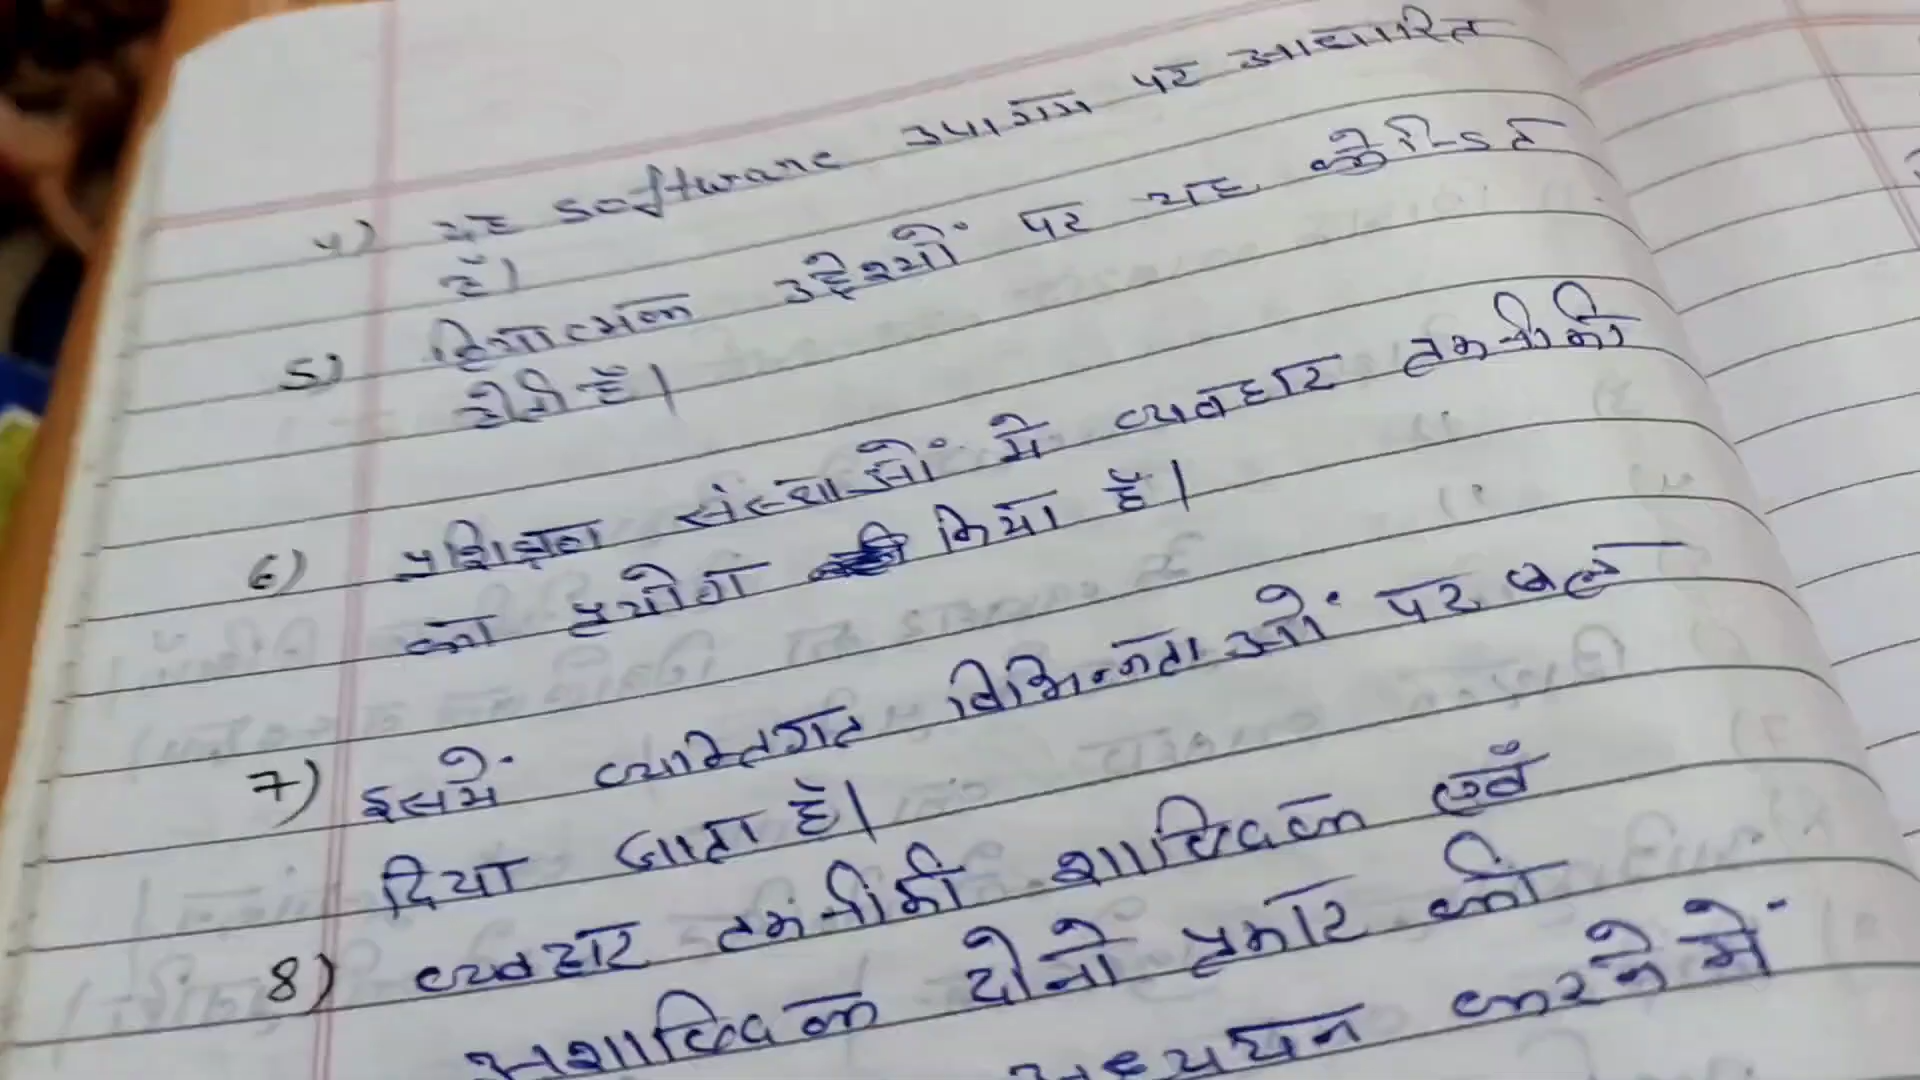 4) यह software उपागम पर आधारित
है।
5) क्रियात्मक उद्देश्यों पर यह केन्द्रित
होती है।
6) प्रशिक्षण संस्थाओं में व्यवहार तकनीकी
का प्रयोग किया है।
7) इसमें व्यक्तिगत विभिन्नताओं पर बल
दिया जाता है।
8) व्यवहार तकनीकी शाब्दिक एवं
अशाब्दिक दोनो प्रकार की
अध्ययन करने में